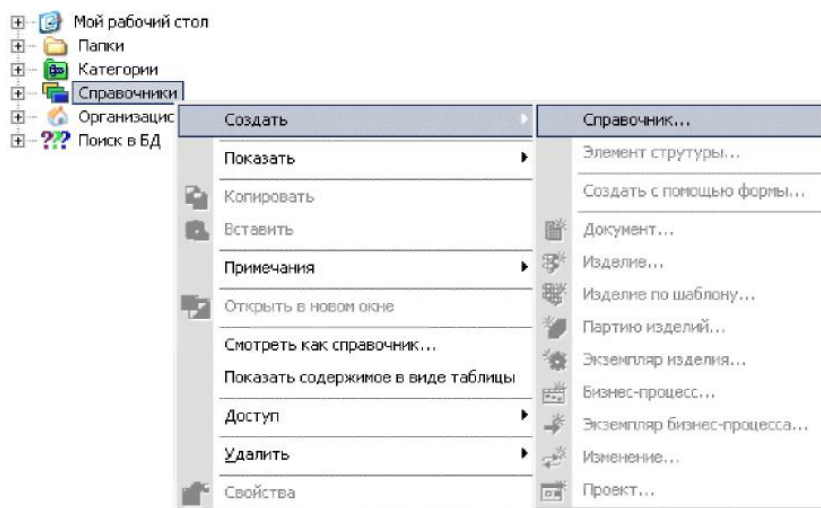 Мой рабочий стол
Папки
Категории
Справочники
Организацис
??? Поиск в БД
Создать
Показать
Копировать
Вставить
Примечания
Открыть в новом окне
Смотреть как справочник...
Показать содержимое в виде таблицы
Доступ
Удалить
Свойства
Справочник...
Элемент струтуры...
Создать с помощью формы...
Документ...
Изделие...
Изделие по шаблону...
Партию изделий...
Экземпляр изделия...
Бизнес-процесс...
Экземпляр бизнес-процесса...
Изменение...
Проект...